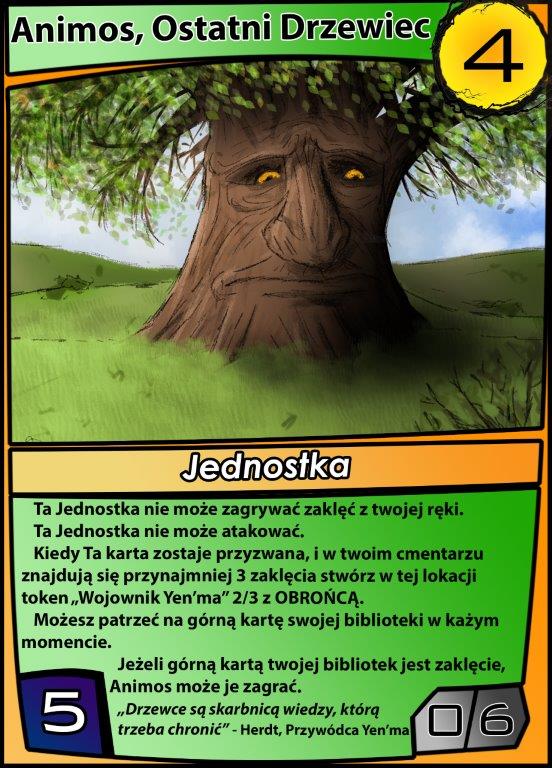 Animos, Ostatni Drzewiec
4
Jednostka
Ta Jednostka nie może zagrywać zaklęć z twojej ręki.
Ta Jednostka nie może atakować.
Kiedy Ta karta zostaje przyzwana, i w twoim cmentarzu
znajdują się przynajmniej 3 zaklęcia stwórz w tej lokacji
token „Wojownik Yen’ma” 2/3 z OBROŃCĄ.
Możesz patrzeć na górną kartę swojej biblioteki w każym
momencie.
Jeżeli górną kartą twojej bibliotek jest zaklęcie,
Animos może je zagrać.
„Drzewce są skarbnicą wiedzy, którą
trzeba chronić” - Herdt, Przywódca Yen’ma
5
0/6